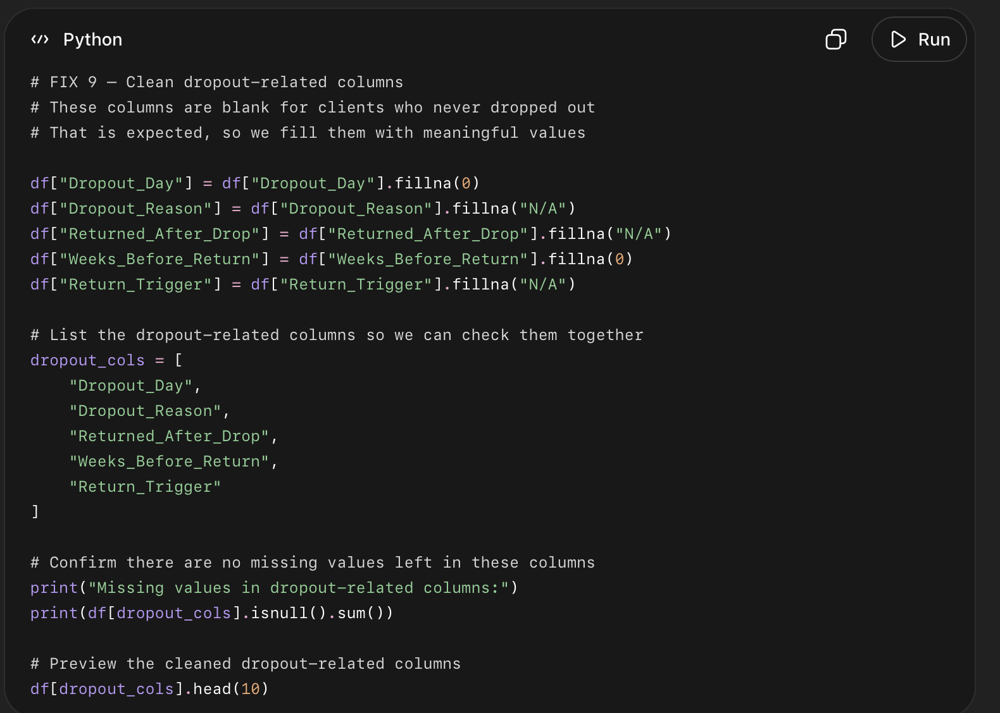 Python
Run
# FIX 9 — Clean dropout-related columns
# These columns are blank for clients who never dropped out
# That is expected, so we fill them with meaningful values
df["Dropout_Day"] = df["Dropout_Day"].fillna(0)
df["Dropout_Reason"] = df["Dropout_Reason"].fillna("N/A")
df["Returned_After_Drop"] = df["Returned_After_Drop"].fillna("N/A")
df["Weeks_Before_Return"] = df["Weeks_Before_Return"].fillna(0)
df["Return_Trigger"] = df["Return_Trigger"].fillna("N/A")
# List the dropout-related columns so we can check them together
dropout_cols = [
    "Dropout_Day",
    "Dropout_Reason",
    "Returned_After_Drop",
    "Weeks_Before_Return",
    "Return_Trigger"
]
# Confirm there are no missing values left in these columns
print("Missing values in dropout-related columns:")
print(df[dropout_cols].isnull().sum())
# Preview the cleaned dropout-related columns
df[dropout_cols].head(10)